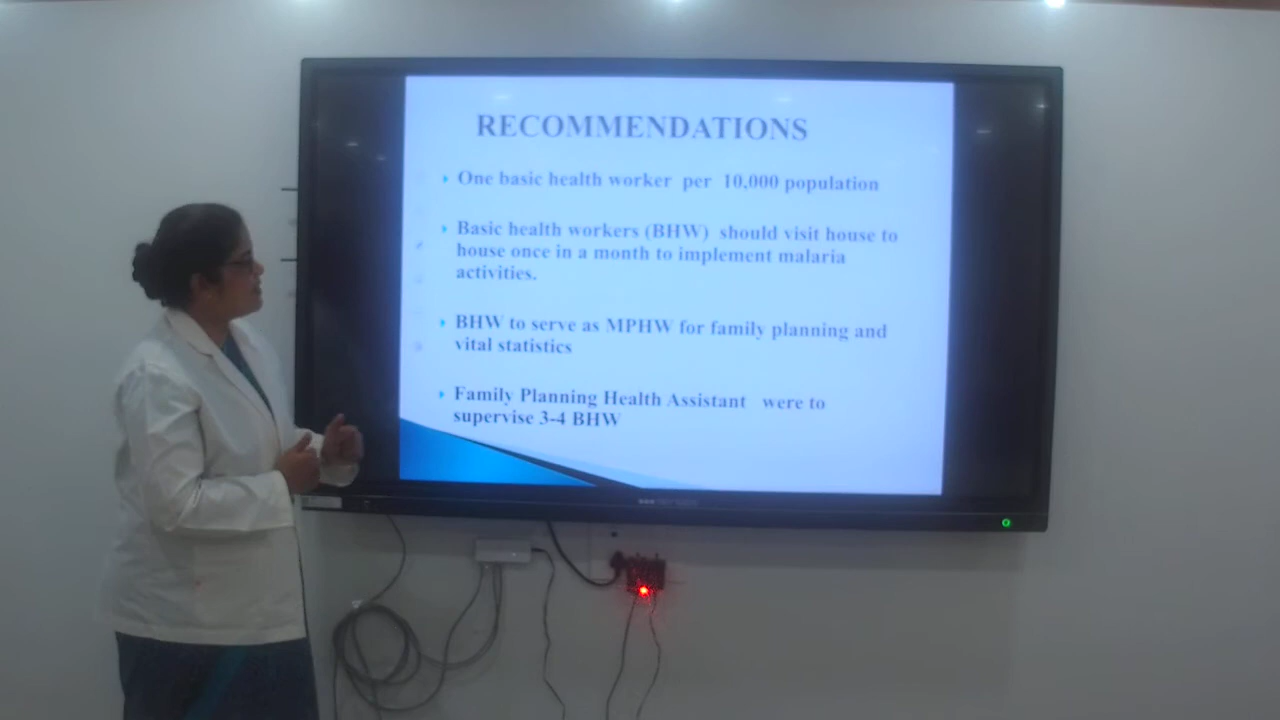 RECOMMENDATIONS
One basic health worker per 10,000 population
Basic health workers (BHW) should visit house to
house once in a month to implement malaria
activities.
BHW to serve as MPHW for family planning and
vital statistics
Family Planning Health Assistant were to
supervise 3-4 BHW